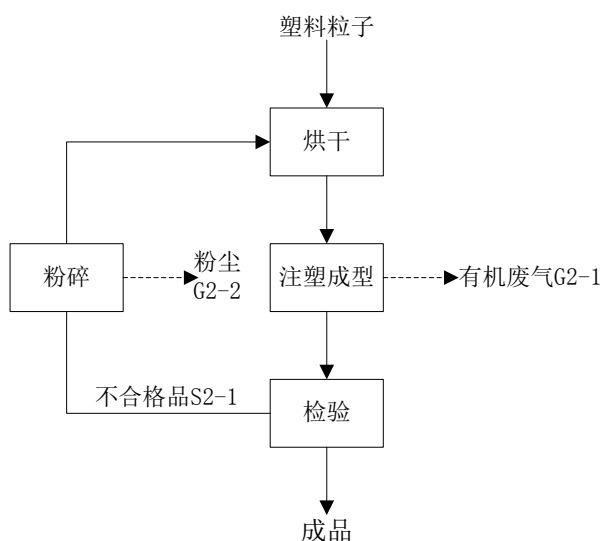 塑料粒子
烘干
粉碎
粉尘
G2-2
注塑成型
有机废气G2-1
不合格品S2-1
检验
成品